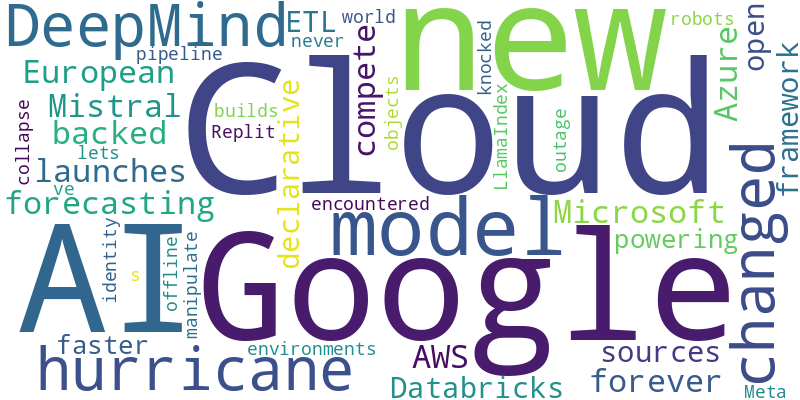 DeepMind
ETL
world
never
pipeline
new
robots
open
European
Cloud
compete
knocked
Azure
framework
Mistral
builds
objects
LlamaIndex
backed
Replit
declarative
outage
collapse
lets
launches
ve
forecasting
encountered
model
Microsoft
changed
AI
Google
powering
identity
offline
manipulate
s
faster
environments
AWS
sources
hurricane
Databricks
forever
Meta